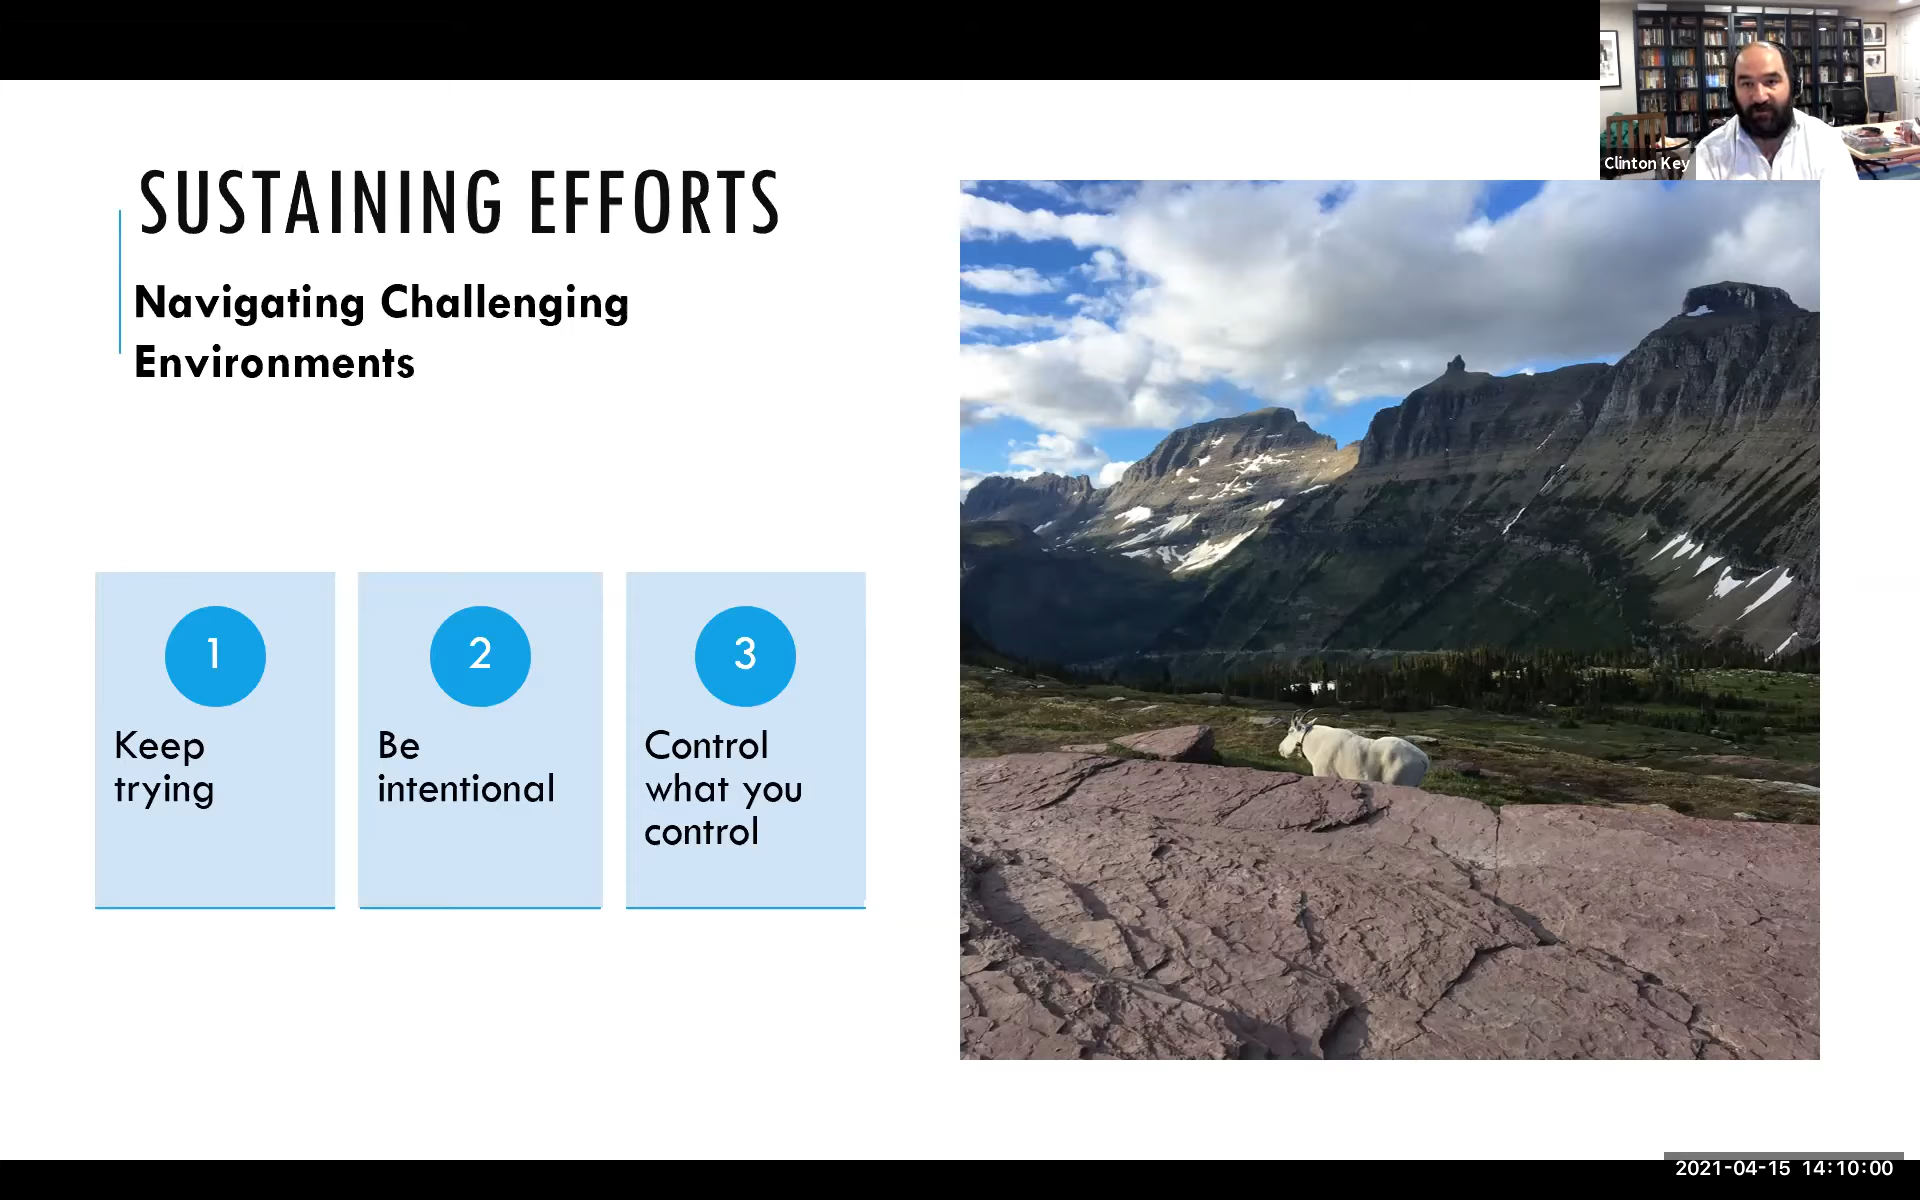 SUSTAINING EFFORTS
Navigating Challenging
Environments
1
Keep
trying
2
Be
intentional
3
Control
what you
control
Clinton Key
2021-04-15 14:10:00